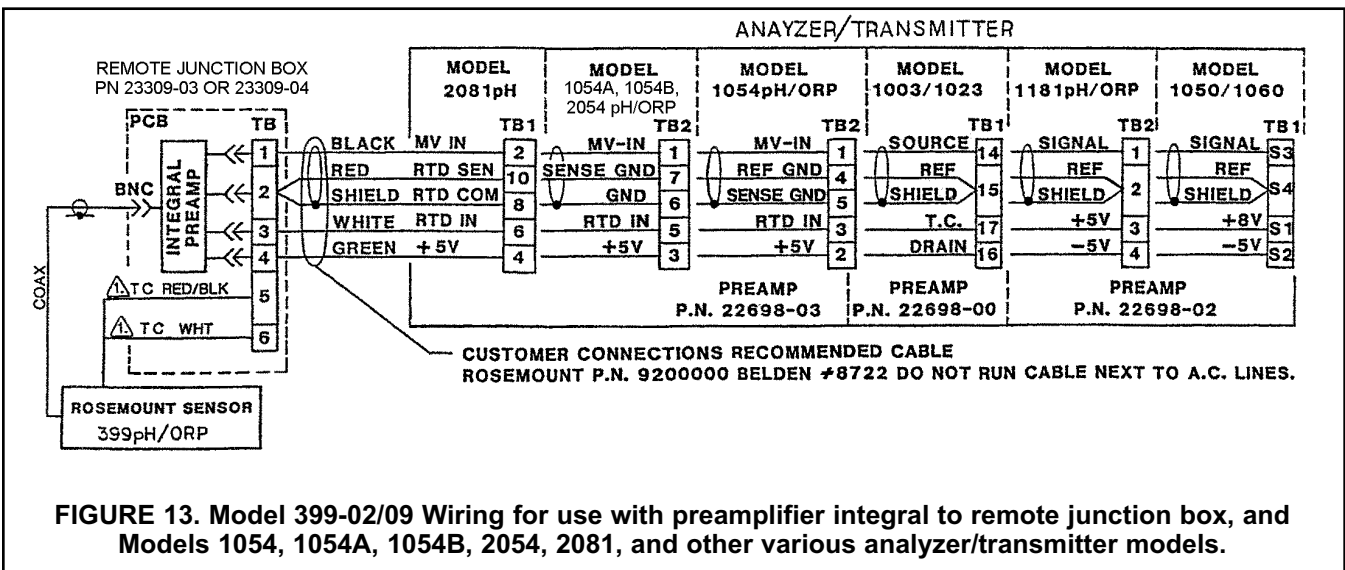 ANAYZER/TRANSMITTER
REMOTE JUNCTION BOX
PN 23309-03 OR 23309-04
PCB
TB
BNC
INTEGRAL
PREAMP
1
2
3
4
5
6
COAX
1. TC RED/BLK
1. TC WHT
ROSEMOUNT SENSOR
399pH/ORP
BLACK MV IN
RED RTD SEN
SHIELD RTD COM
WHITE RTD IN
GREEN +5V
MODEL
2081pH
TB1
2
10
8
6
4
MODEL
1054A, 1054B,
2054 pH/ORP
TB2
MV-IN 1
SENSE GND 7
GND 6
RTD IN 5
+5V 3
MODEL
1054pH/ORP
TB2
MV-IN 1
REF GND 4
SENSE GND 5
RTD IN 3
+5V 2
MODEL
1003/1023
TB1
SOURCE 14
REF
SHIELD 15
T.C. 17
DRAIN 16
MODEL
1181pH/ORP
TB2
SIGNAL 1
REF
SHIELD 2
+5V 3
-5V 4
MODEL
1050/1060
TB1
SIGNAL S3
REF
SHIELD S4
+8V S1
-5V S2
PREAMP
P.N. 22698-03
PREAMP
P.N. 22698-00
PREAMP
P.N. 22698-02
CUSTOMER CONNECTIONS RECOMMENDED CABLE
ROSEMOUNT P.N. 9200000 BELDEN #8722 DO NOT RUN CABLE NEXT TO A.C. LINES.
FIGURE 13. Model 399-02/09 Wiring for use with preamplifier integral to remote junction box, and
Models 1054, 1054A, 1054B, 2054, 2081, and other various analyzer/transmitter models.